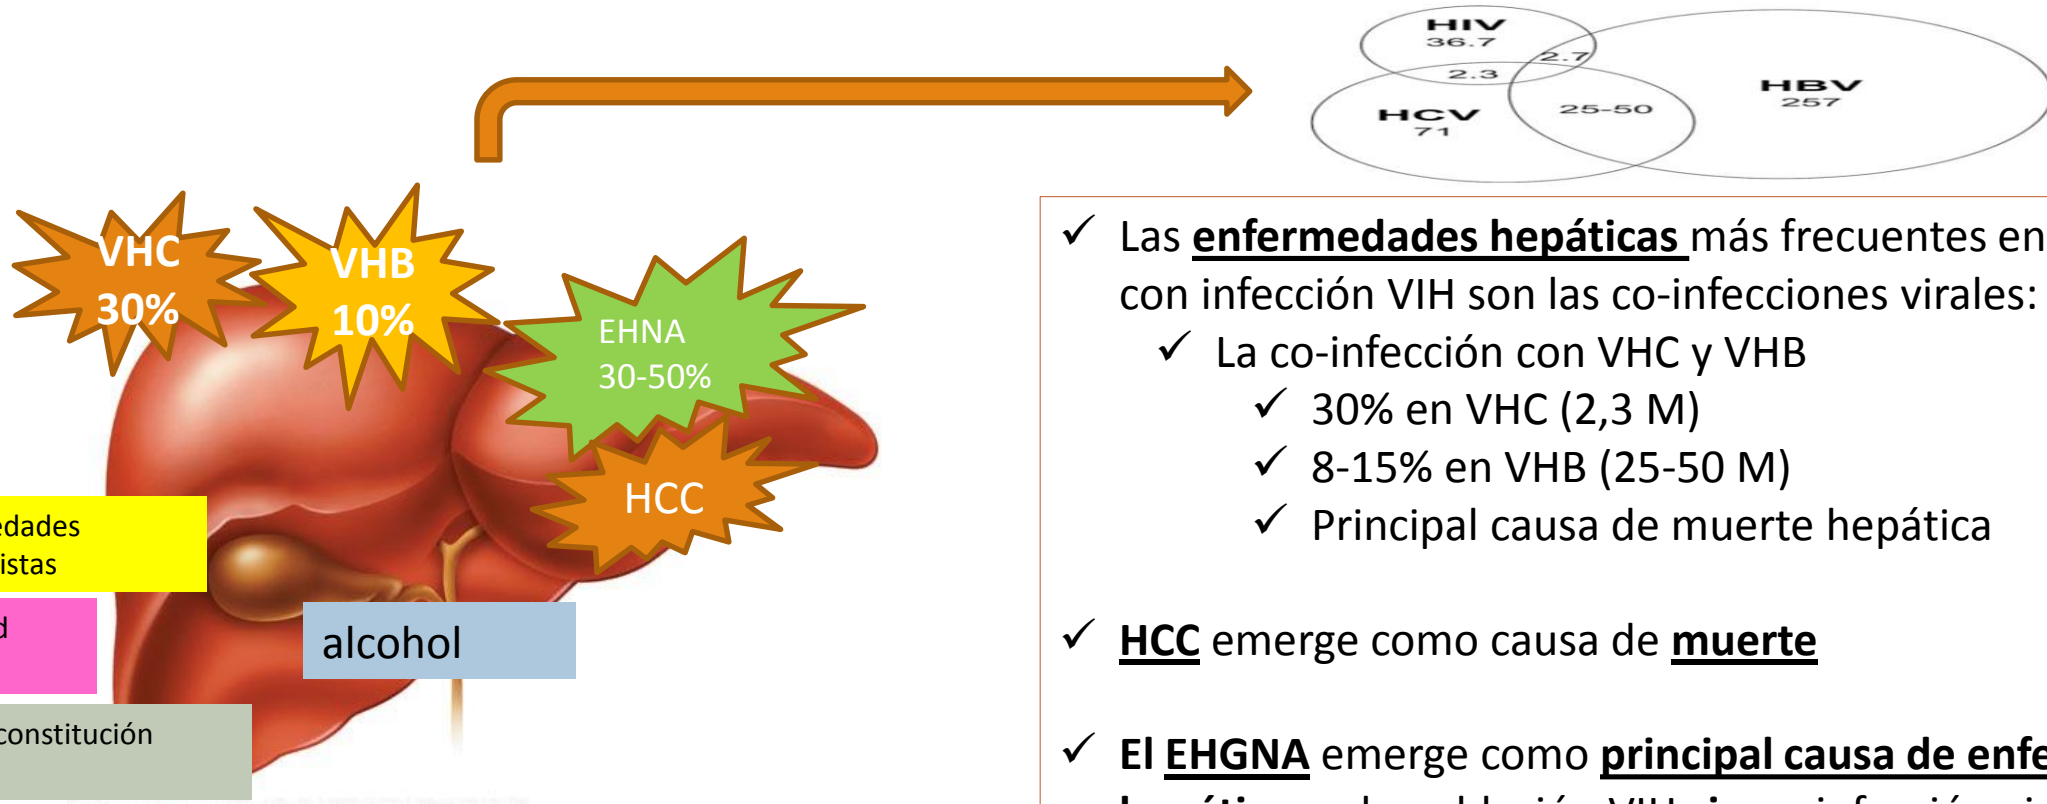 HIV
36.7
2.7
2.3
HBV
257
HCV
71
25-50
VHC
30%
VHB
10%
EHNA
30-50%
HCC
edades
istas
d
alcohol
constitución
✓ Las enfermedades hepáticas más frecuentes en
con infección VIH son las co-infecciones virales:
✓ La co-infección con VHC y VHB
✓ 30% en VHC (2,3 M)
✓ 8-15% en VHB (25-50 M)
✓ Principal causa de muerte hepática
✓ HCC emerge como causa de muerte
✓ El EHGNA emerge como principal causa de enfe